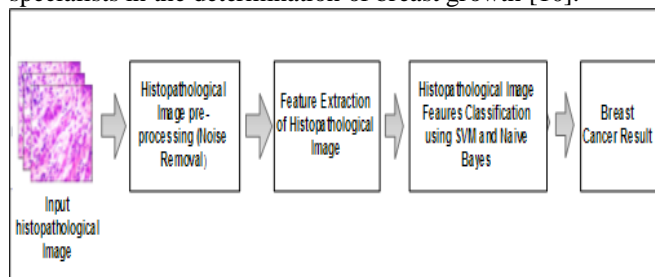 specialists in the determination of breast growth [10].
Histopathological
Image pre-
processing (Noise
Removal)
Feature Extraction
of Histopathological
Image
Histopathological Image
Feaures Classification
using SVM and Naive
Bayes
Breast
Cancer Result
Input
histopathological
Image